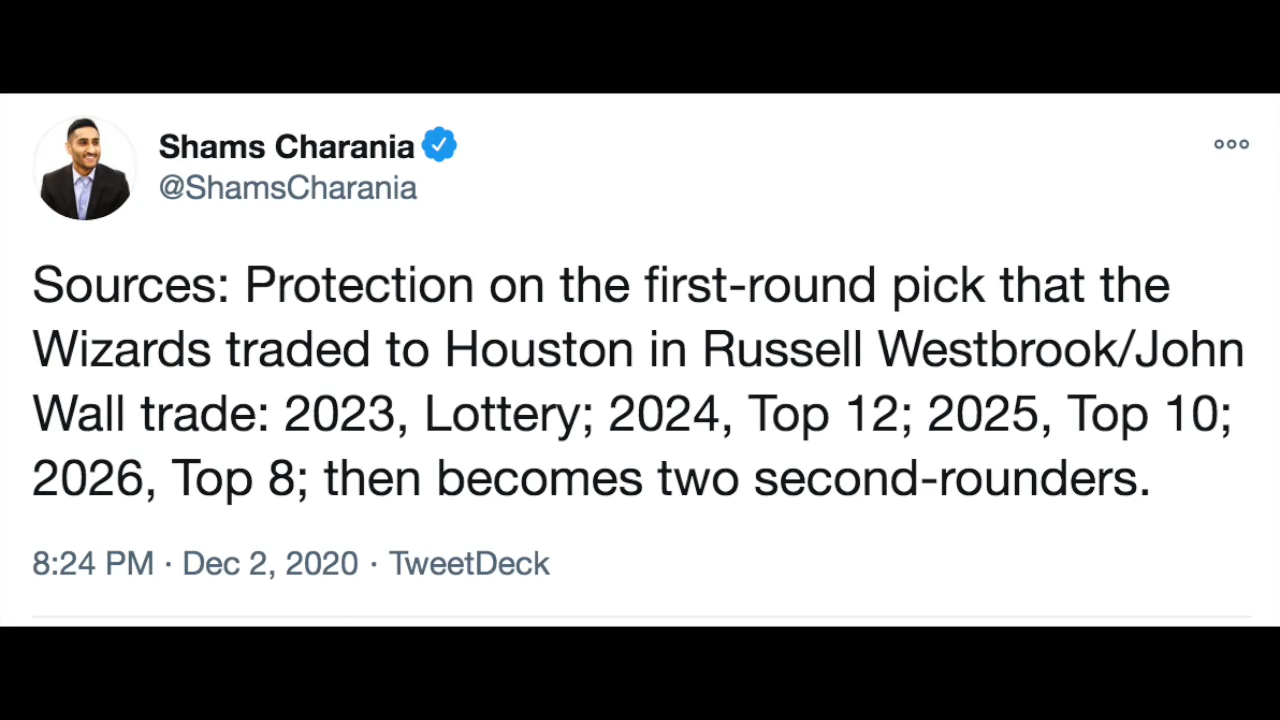 Shams Charania
@ShamsCharania
Sources: Protection on the first-round pick that the
Wizards traded to Houston in Russell Westbrook/John
Wall trade: 2023, Lottery; 2024, Top 12; 2025, Top 10;
2026, Top 8; then becomes two second-rounders.
8:24 PM · Dec 2, 2020 · TweetDeck